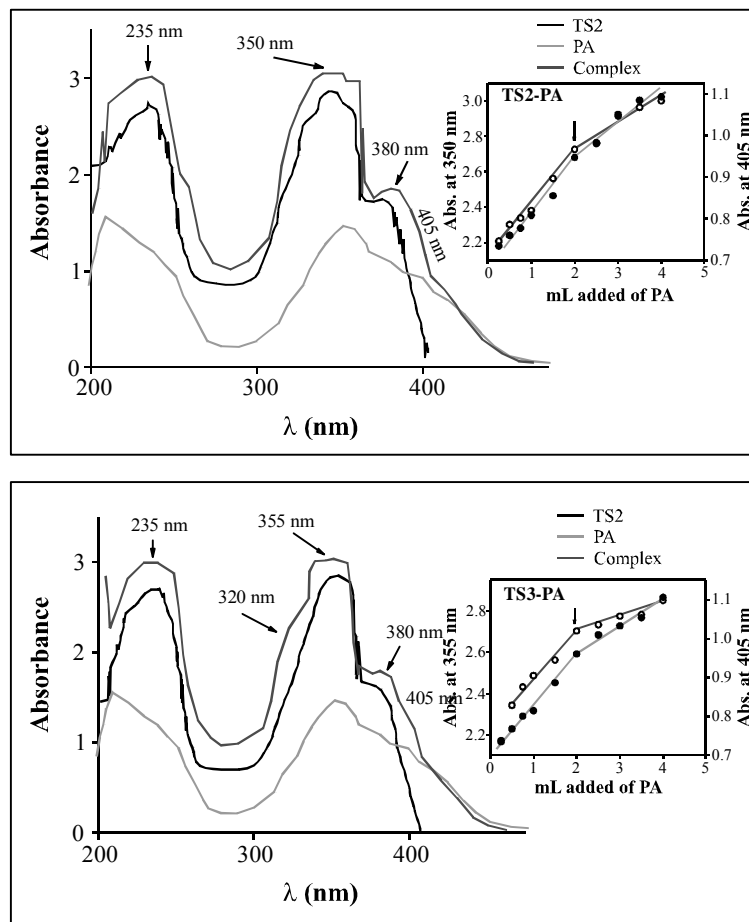 235 nm
350 nm
TS2
PA
Complex
3
2
1
0
Absorbance
380 nm
405 nm
200
300
400
λ (nm)
TS2-PA
3.0
2.8
2.6
2.4
2.2
Abs. at 350 nm
1.1
1.0
0.9
0.8
0.7
Abs. at 405 nm
0
1
2
3
4
5
mL added of PA
235 nm
355 nm
TS2
PA
Complex
3
2
1
0
Absorbance
320 nm
380 nm
405 nm
200
300
400
λ (nm)
TS3-PA
2.8
2.6
2.4
2.2
Abs. at 355 nm
1.1
1.0
0.9
0.8
0.7
Abs. at 405 nm
0
1
2
3
4
5
mL added of PA